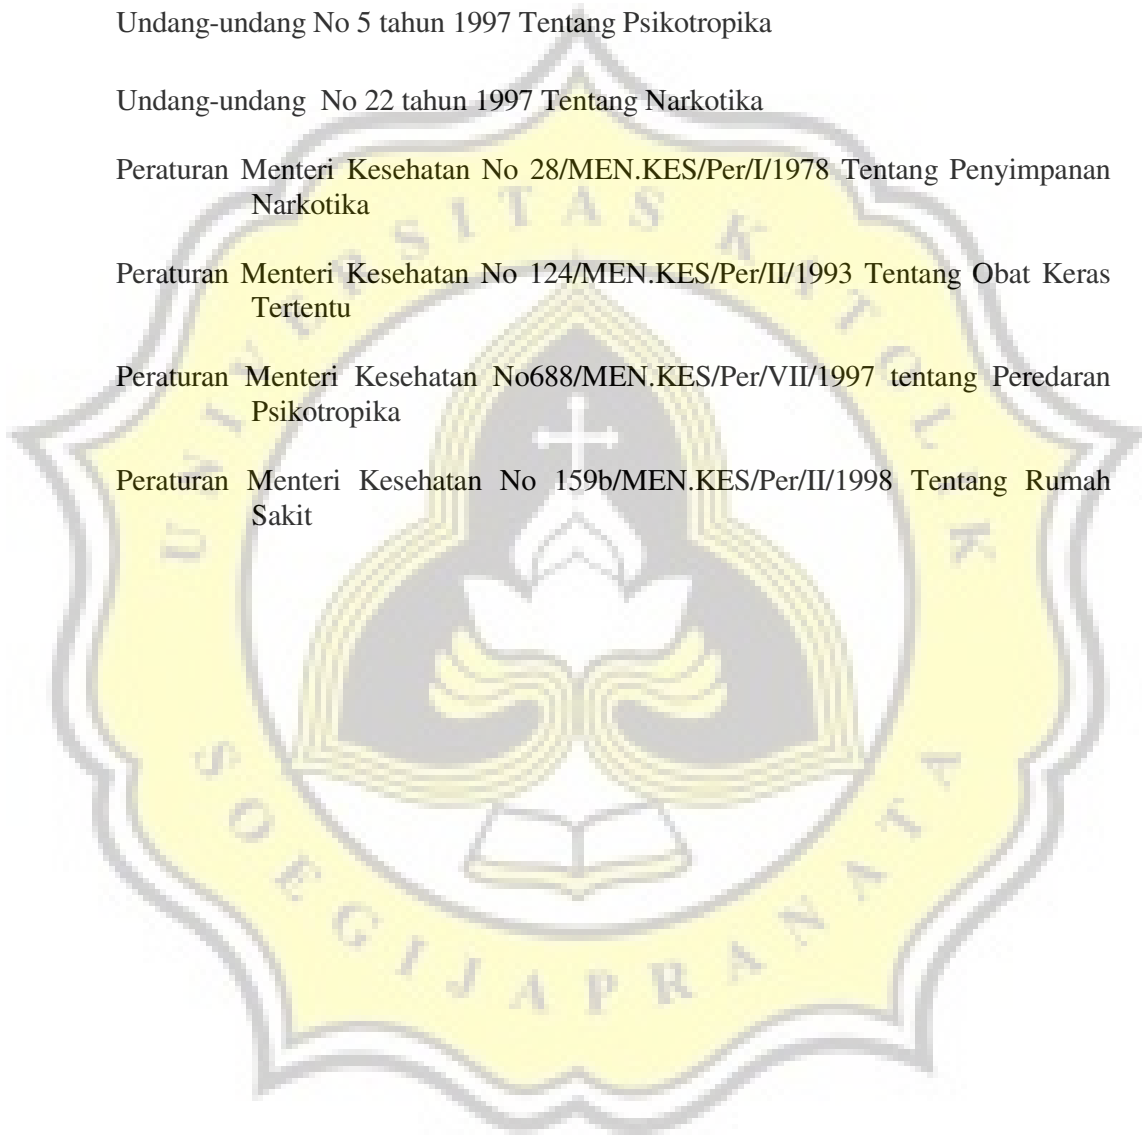 Undang-undang No 5 tahun 1997 Tentang Psikotropika
Undang-undang No 22 tahun 1997 Tentang Narkotika
Peraturan Menteri Kesehatan No 28/MEN.KES/Per/I/1978 Tentang Penyimpanan
Narkotika
Peraturan Menteri Kesehatan No 124/MEN.KES/Per/II/1993 Tentang Obat Keras
Tertentu
Peraturan Menteri Kesehatan No688/MEN.KES/Per/VII/1997 tentang Peredaran
Psikotropika
Peraturan Menteri Kesehatan No 159b/MEN.KES/Per/II/1998 Tentang Rumah
Sakit
UNIVERSITAS KATOLIK
SOEGIJAPRANATA